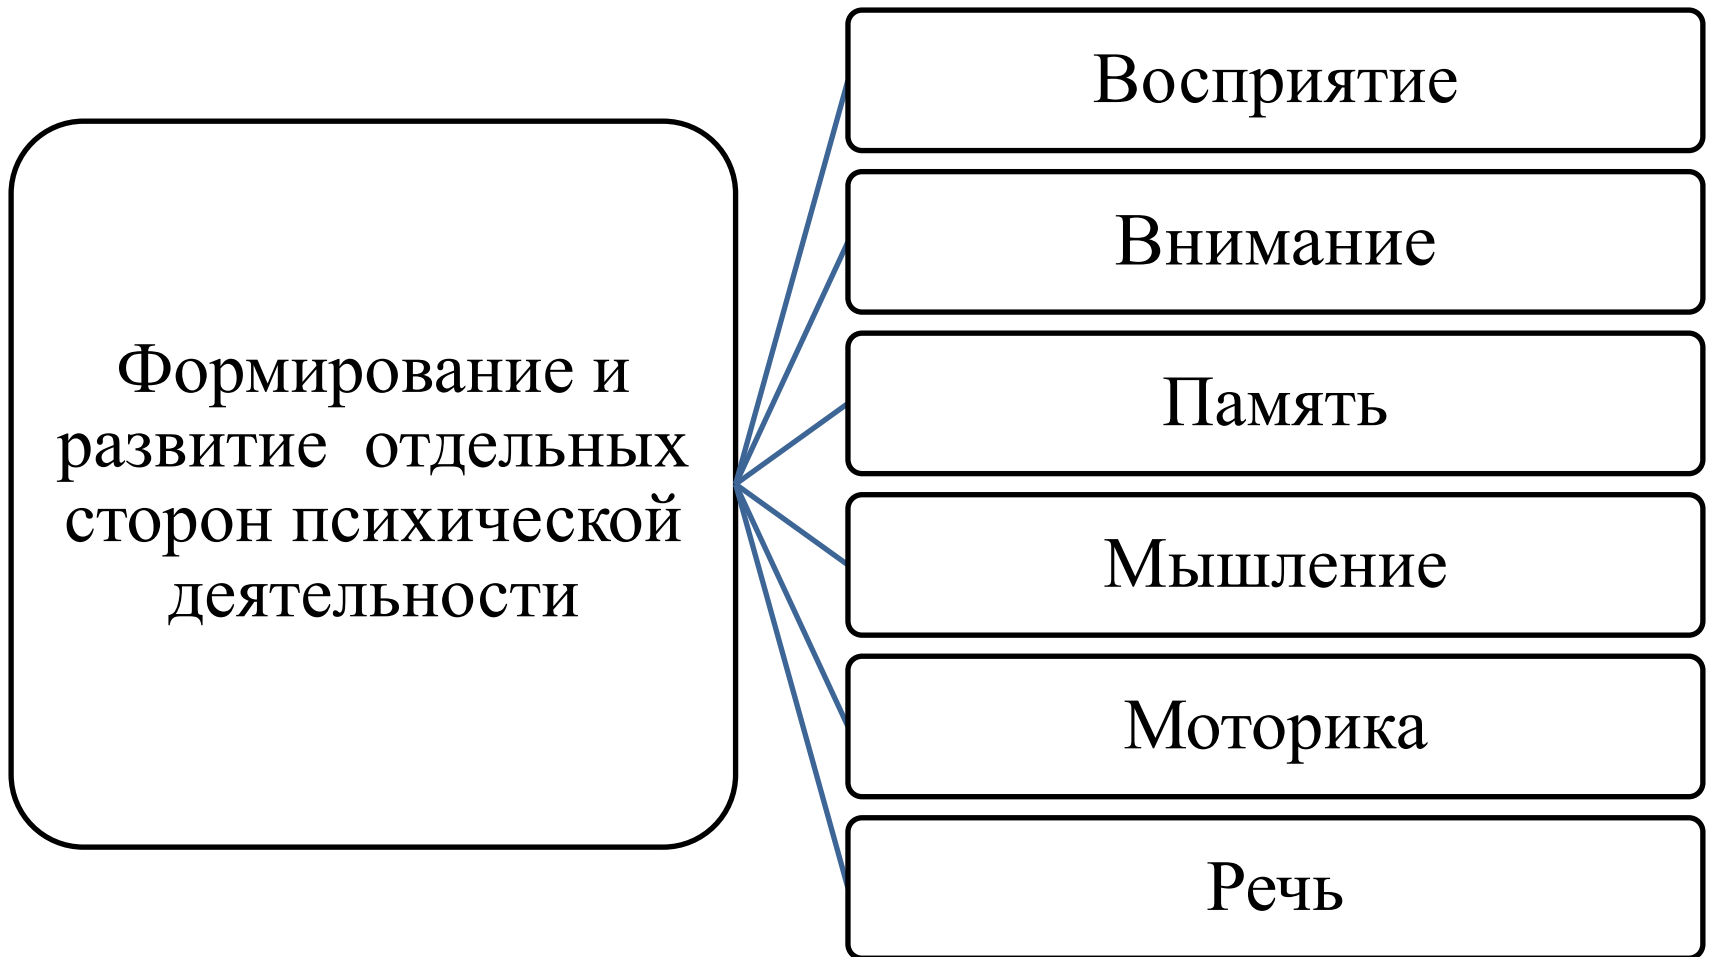 Формирование и
развитие  отдельных
сторон психической
деятельности
Восприятие
Внимание
Память
Мышление
Моторика
Речь